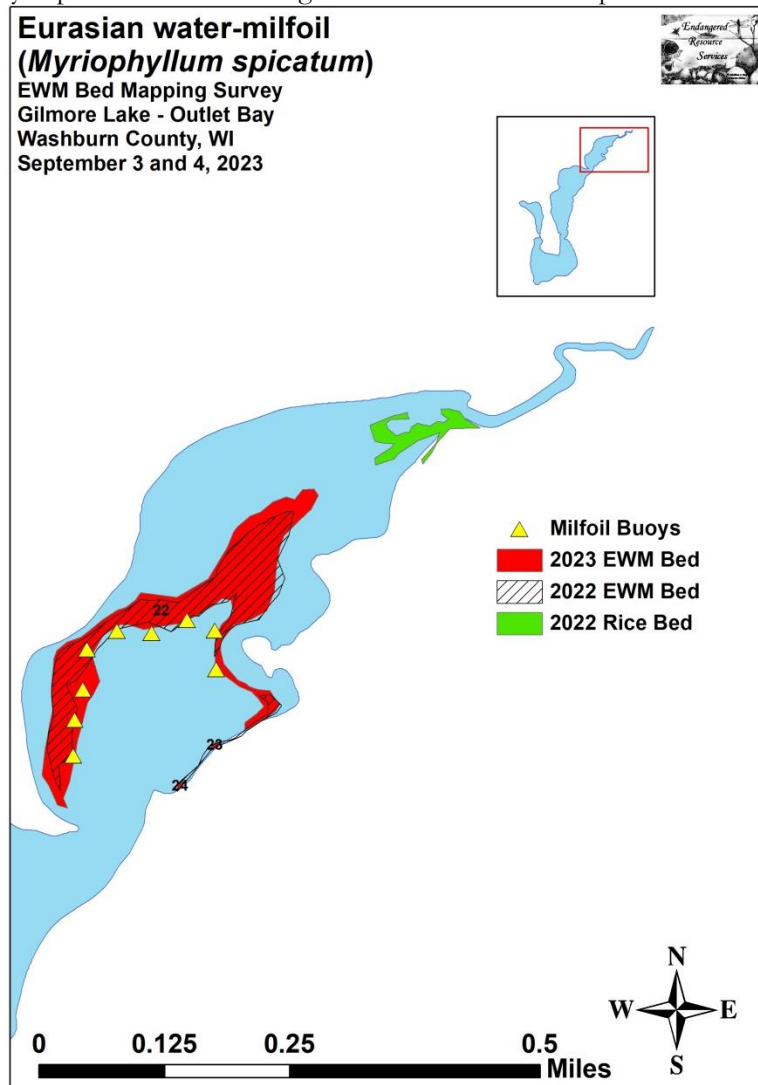 Eurasian water-milfoil
(Myriophyllum spicatum)
EWM Bed Mapping Survey
Gilmore Lake - Outlet Bay
Washburn County, WI
September 3 and 4, 2023
Endangered
Resource
Services
Milfoil Buoys
2023 EWM Bed
2022 EWM Bed
2022 Rice Bed
22
23
24
N
W E
S
0 0.125 0.25 0.5
Miles